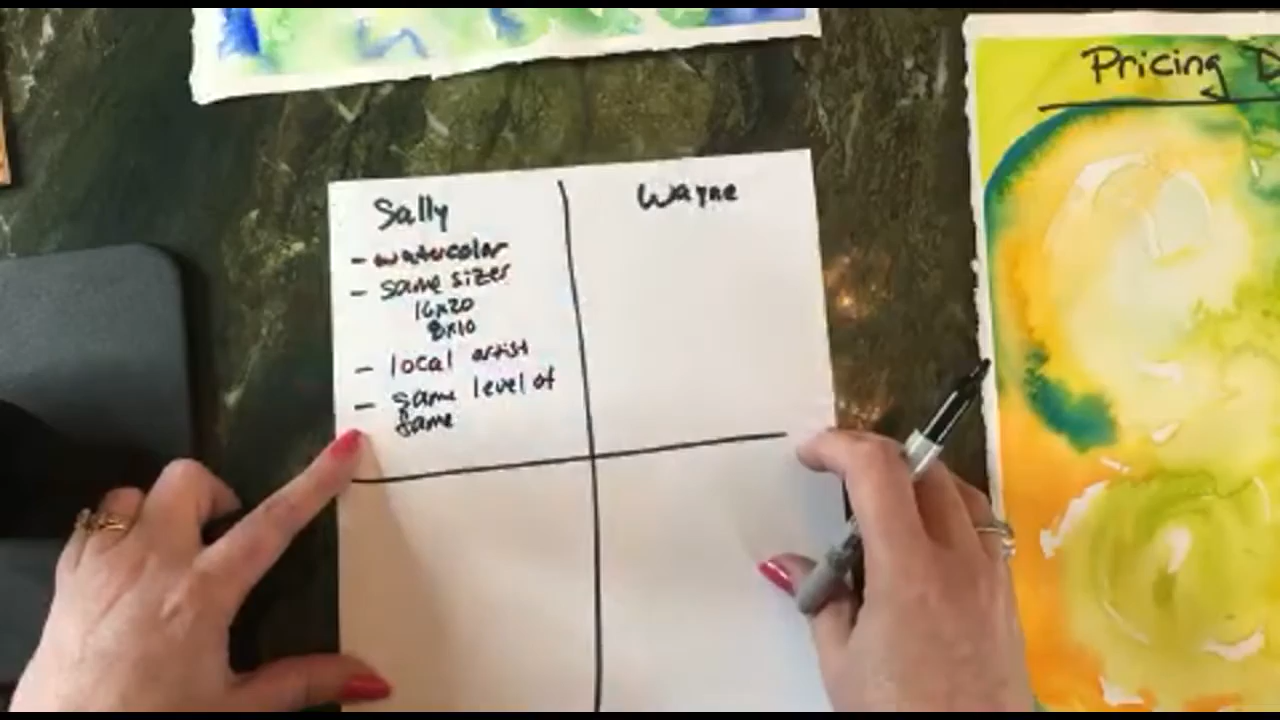 Pricing D
Sally
- watercolor
- same sizes
16x20
8x10
- local artist
- same level of
fame
Wayne